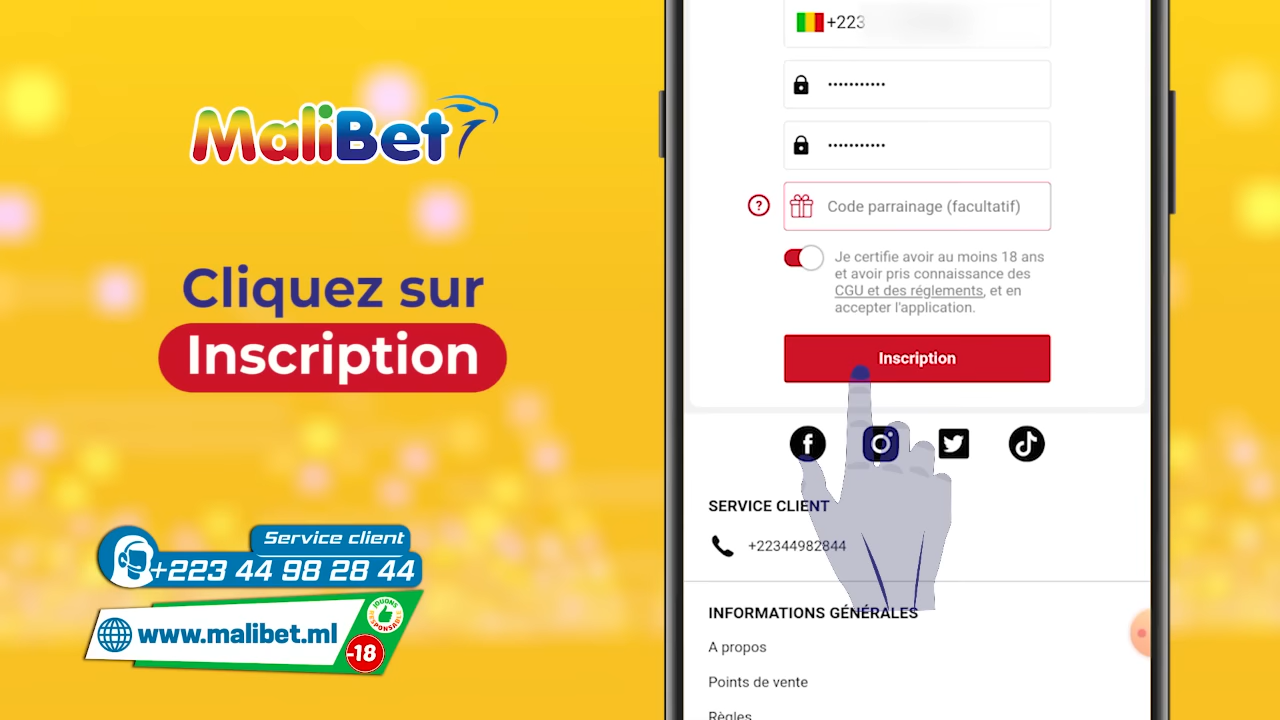 MaliBet
Cliquez sur
Inscription
Service client
+223 44 98 28 44
www.malibet.ml
JOUONS
RESPONSABLE
-18
+223
•••••••••••
•••••••••••
?
Code parrainage (facultatif)
Je certifie avoir au moins 18 ans
et avoir pris connaissance des
CGU et des réglements, et en
accepter l'application.
Inscription
SERVICE CLIENT
+22344982844
INFORMATIONS GÉNÉRALES
A propos
Points de vente
Règles